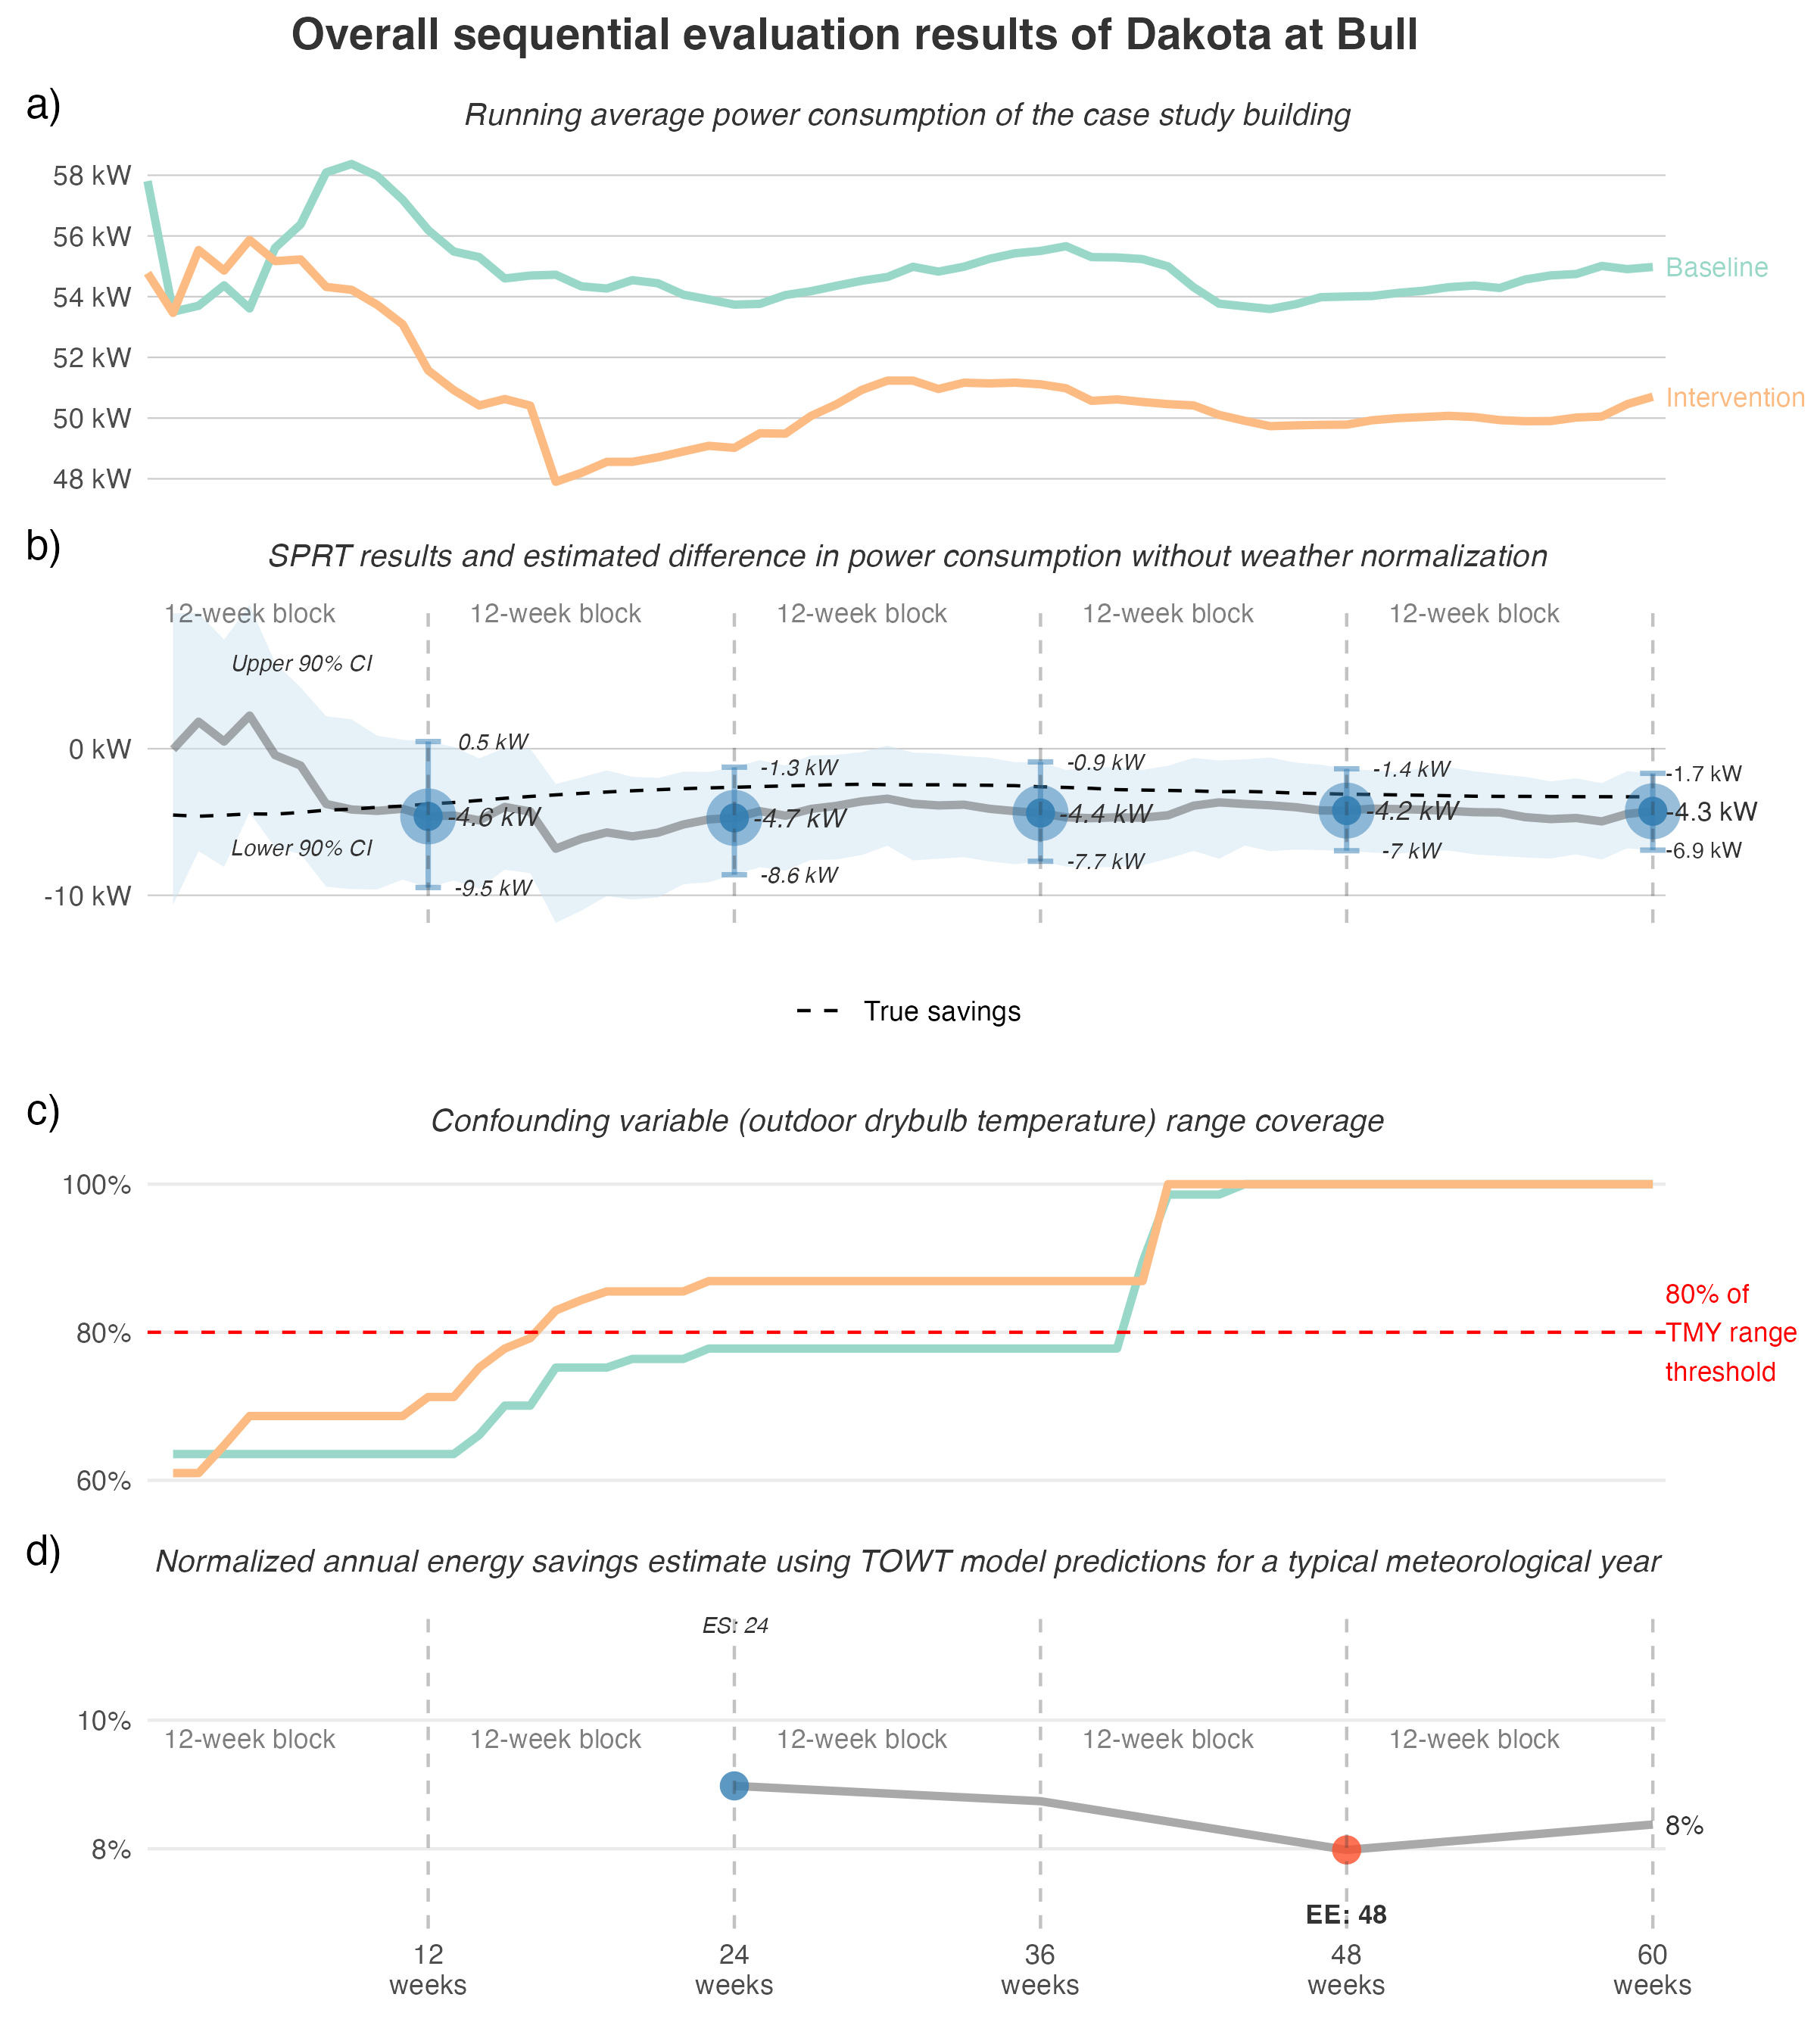 Overall sequential evaluation results of Dakota at Bull
a)
Running average power consumption of the case study building
58 kW
56 kW
54 kW
52 kW
50 kW
48 kW
Baseline
Intervention
b)
SPRT results and estimated difference in power consumption without weather normalization
12-week block 12-week block 12-week block 12-week block 12-week block
Upper 90% CI
0 kW
0.5 kW
-1.3 kW
-0.9 kW
-1.4 kW
-1.7 kW
-4.6 kW
-4.7 kW
-4.4 kW
-4.2 kW
-4.3 kW
Lower 90% CI
-9.5 kW
-8.6 kW
-7.7 kW
-7 kW
-6.9 kW
-10 kW
True savings
c)
Confounding variable (outdoor drybulb temperature) range coverage
100%
80%
60%
80% of
TMY range
threshold
d)
Normalized annual energy savings estimate using TOWT model predictions for a typical meteorological year
ES: 24
10%
12-week block 12-week block 12-week block 12-week block 12-week block
8%
8%
EE: 48
12
weeks
24
weeks
36
weeks
48
weeks
60
weeks